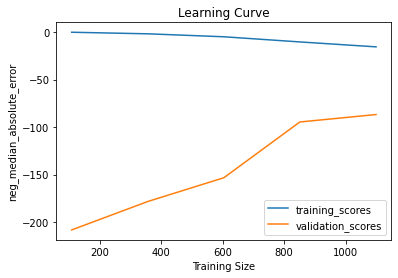 Learning Curve
neg_median_absolute_error
0
−50
−100
−150
−200
200
400
600
800
1000
Training Size
training_scores
validation_scores